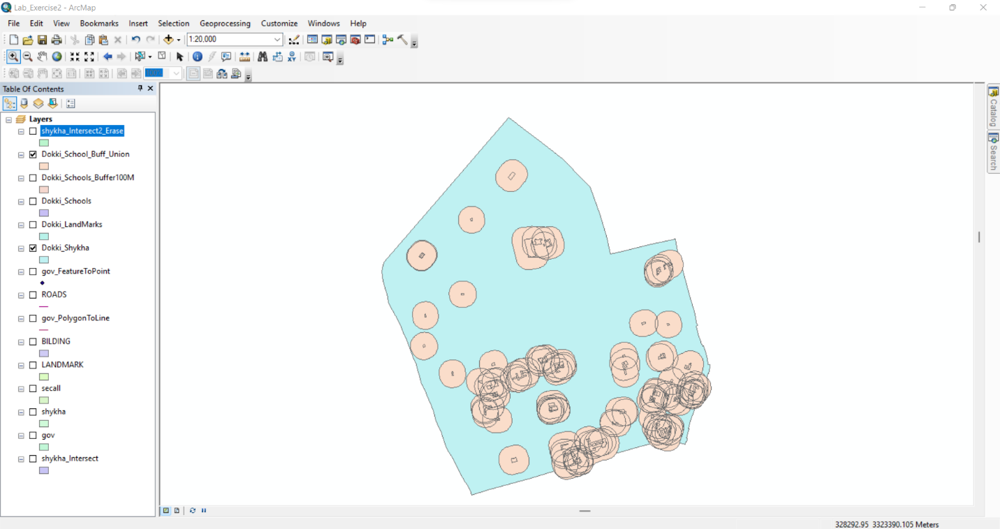 Lab_Exercise2 - ArcMap
File Edit View Bookmarks Insert Selection Geoprocessing Customize Windows Help
1:20,000
XY
100%
Table Of Contents
Layers
shykha_Intersect2_Erase
Dokki_School_Buff_Union
Dokki_Schools_Buffer100M
Dokki_Schools
Dokki_LandMarks
Dokki_Shykha
gov_FeatureToPoint
ROADS
gov_PolygonToLine
BILDING
LANDMARK
secall
shykha
gov
shykha_Intersect
Catalog
Search
328292.95 3323390.105 Meters